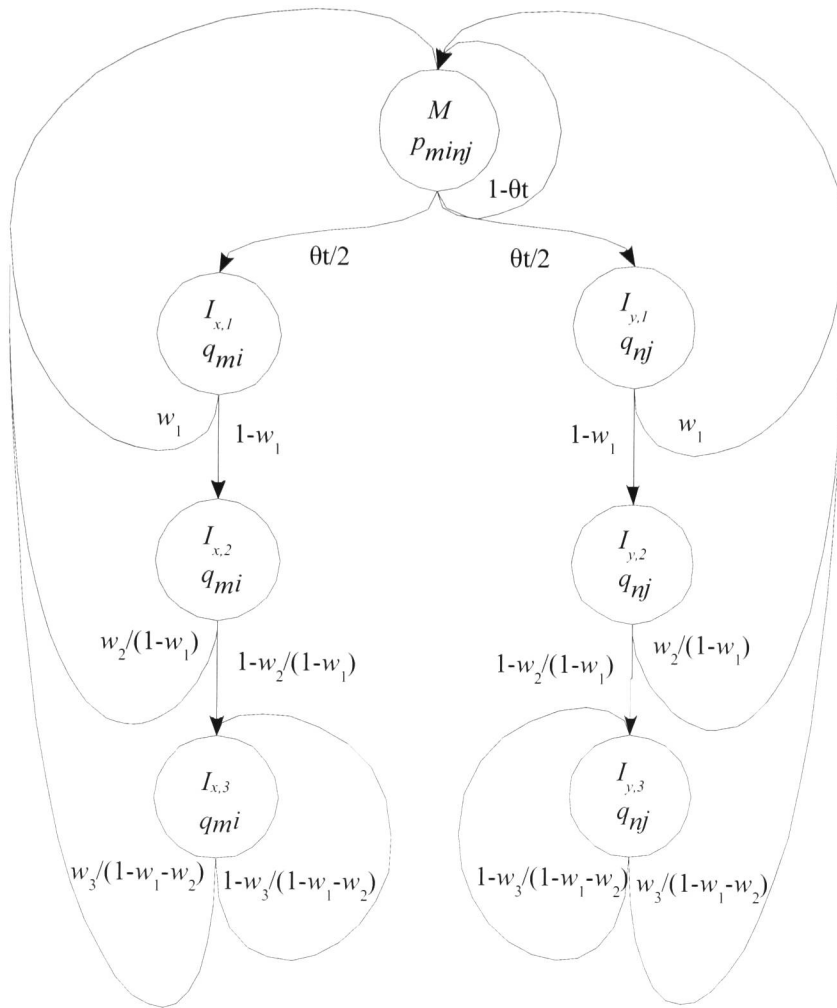 M
p_minj
1-θt
θt/2 θt/2
I_x,1 I_y,1
q_mi q_nj
w_1 1-w_1 1-w_1 w_1
I_x,2 I_y,2
q_mi q_nj
w_2/(1-w_1) 1-w_2/(1-w_1) 1-w_2/(1-w_1) w_2/(1-w_1)
I_x,3 I_y,3
q_mi q_nj
w_3/(1-w_1-w_2) 1-w_3/(1-w_1-w_2) 1-w_3/(1-w_1-w_2) w_3/(1-w_1-w_2)